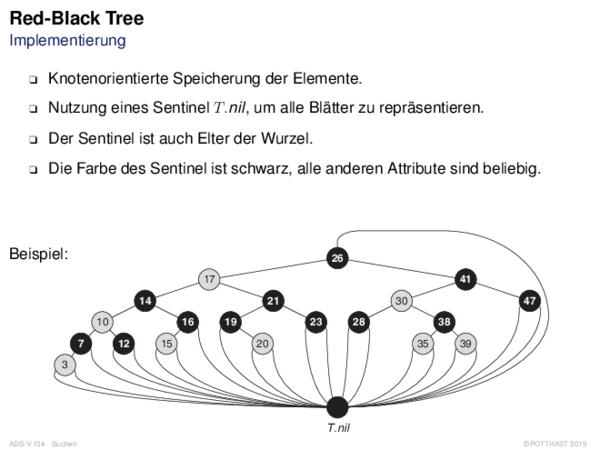 Red-Black Tree
Implementierung
❑ Knotenorientierte Speicherung der Elemente.
❑ Nutzung eines Sentinel T.nil, um alle Blätter zu repräsentieren.
❑ Der Sentinel ist auch Elter der Wurzel.
❑ Die Farbe des Sentinel ist schwarz, alle anderen Attribute sind beliebig.
Beispiel:
26
17 41
14 21 30 47
10 16 19 23 28 38
7 12 15 20 35 39
3
T.nil
ADS:V-104 Suchen ©POTTHAST 2019